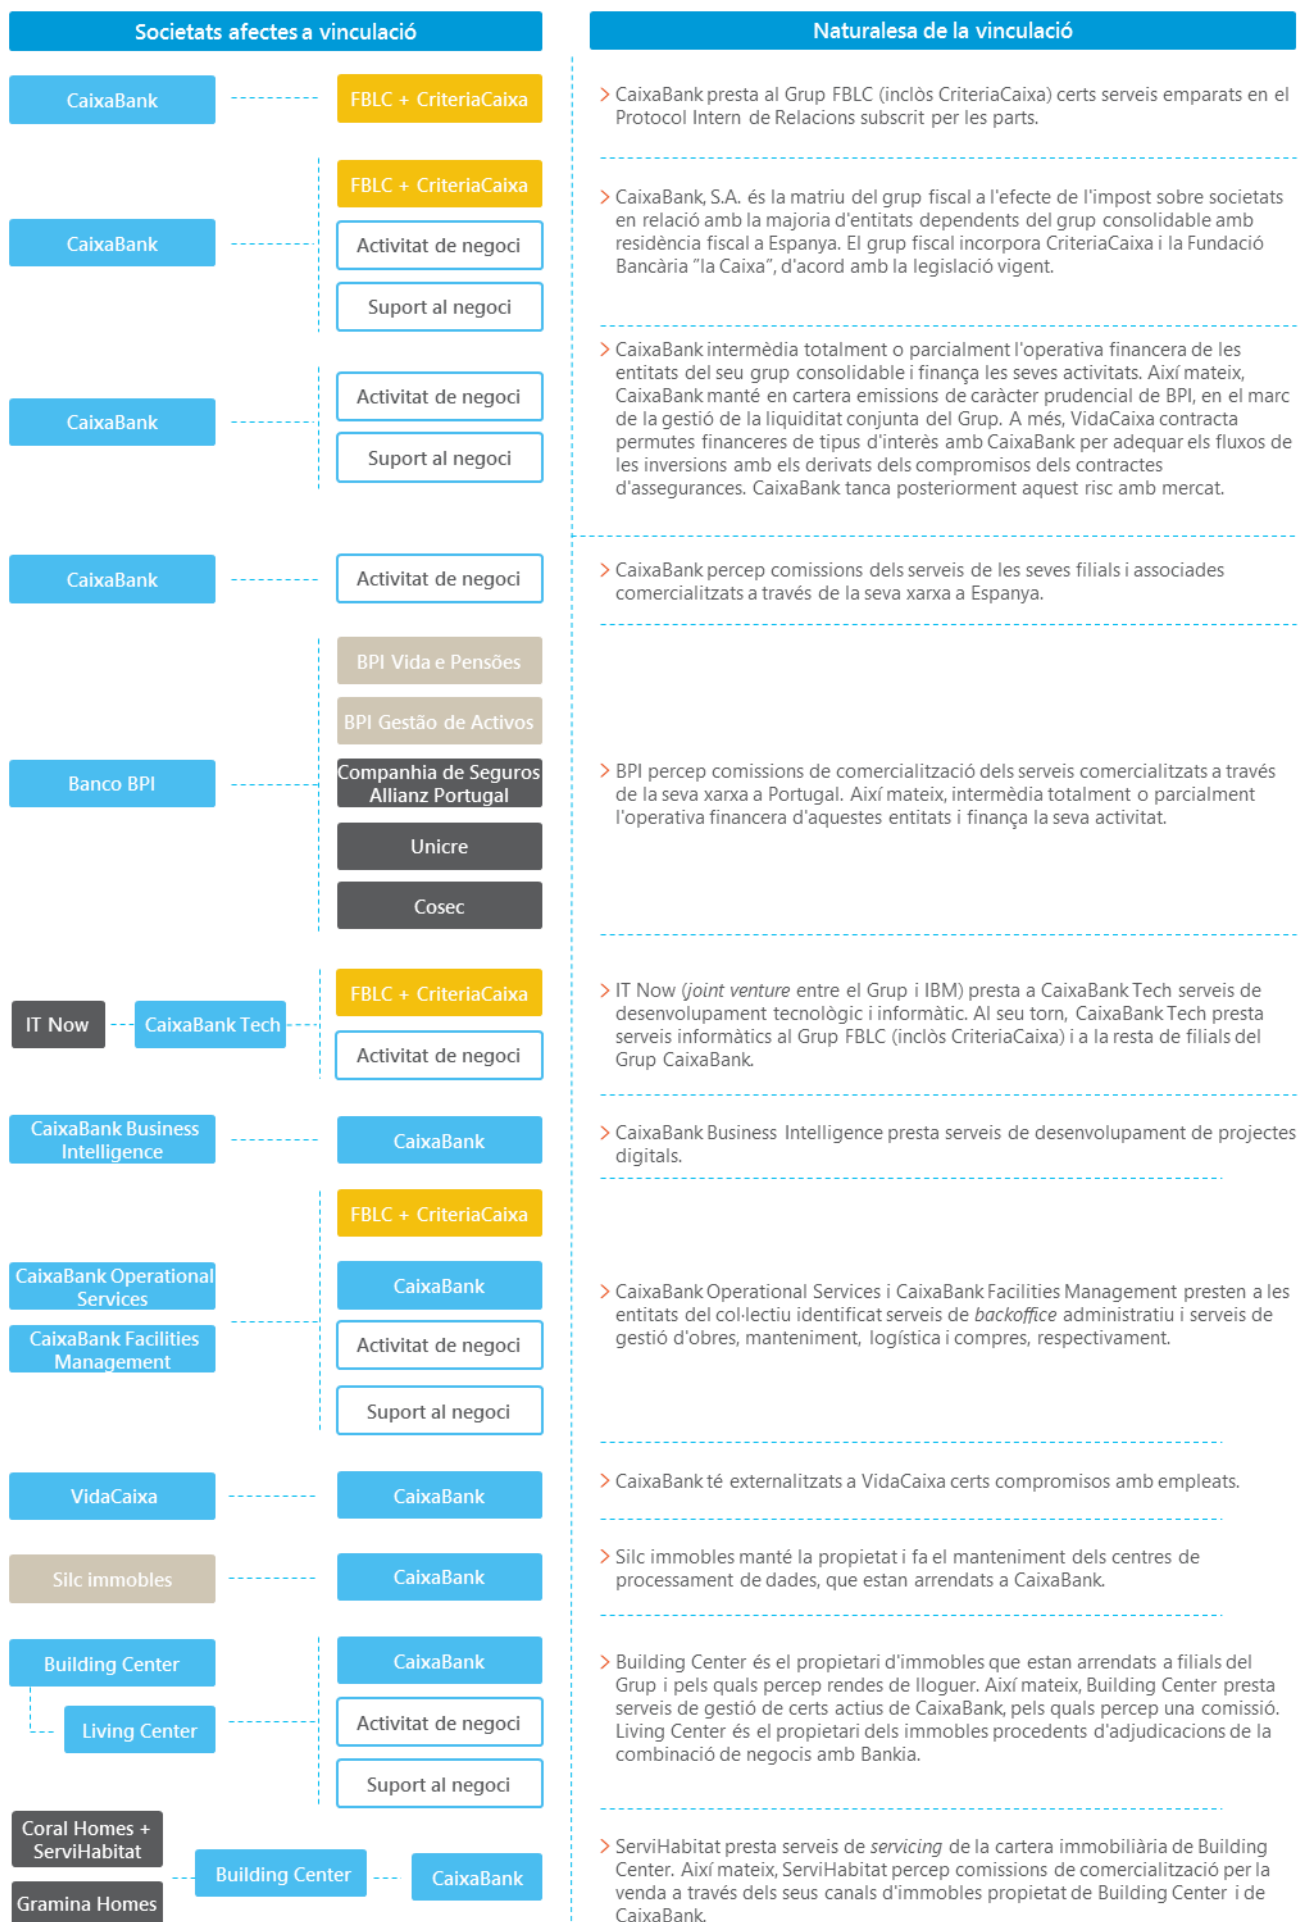 Societats afectes a vinculació
Naturalesa de la vinculació
CaixaBank
FBLC + CriteriaCaixa
> CaixaBank presta al Grup FBLC (inclòs CriteriaCaixa) certs serveis emparats en el
Protocol Intern de Relacions subscrit per les parts.
CaixaBank
FBLC + CriteriaCaixa
Activitat de negoci
Suport al negoci
> CaixaBank, S.A. és la matriu del grup fiscal a l'efecte de l'impost sobre societats
en relació amb la majoria d'entitats dependents del grup consolidable amb
residència fiscal a Espanya. El grup fiscal incorpora CriteriaCaixa i la Fundació
Bancària "la Caixa", d'acord amb la legislació vigent.
CaixaBank
Activitat de negoci
Suport al negoci
> CaixaBank intermèdia totalment o parcialment l'operativa financera de les
entitats del seu grup consolidable i finança les seves activitats. Així mateix,
CaixaBank manté en cartera emissions de caràcter prudencial de BPI, en el marc
de la gestió de la liquiditat conjunta del Grup. A més, VidaCaixa contracta
permutes financeres de tipus d'interès amb CaixaBank per adequar els fluxos de
les inversions amb els derivats dels compromisos dels contractes
d'assegurances. CaixaBank tanca posteriorment aquest risc amb mercat.
CaixaBank
Activitat de negoci
> CaixaBank percep comissions dels serveis de les seves filials i associades
comercialitzats a través de la seva xarxa a Espanya.
Banco BPI
BPI Vida e Pensões
BPI Gestão de Activos
Companhia de Seguros
Allianz Portugal
Unicre
Cosec
> BPI percep comissions de comercialització dels serveis comercialitzats a través
de la seva xarxa a Portugal. Així mateix, intermèdia totalment o parcialment
l'operativa financera d'aquestes entitats i finança la seva activitat.
IT Now
CaixaBank Tech
FBLC + CriteriaCaixa
Activitat de negoci
> IT Now (joint venture entre el Grup i IBM) presta a CaixaBank Tech serveis de
desenvolupament tecnològic i informàtic. Al seu torn, CaixaBank Tech presta
serveis informàtics al Grup FBLC (inclòs CriteriaCaixa) i a la resta de filials del
Grup CaixaBank.
CaixaBank Business
Intelligence
CaixaBank
> CaixaBank Business Intelligence presta serveis de desenvolupament de projectes
digitals.
CaixaBank Operational
Services
CaixaBank Facilities
Management
FBLC + CriteriaCaixa
CaixaBank
Activitat de negoci
Suport al negoci
> CaixaBank Operational Services i CaixaBank Facilities Management presten a les
entitats del col·lectiu identificat serveis de backoffice administratiu i serveis de
gestió d'obres, manteniment, logística i compres, respectivament.
VidaCaixa
CaixaBank
> CaixaBank té externalitzats a VidaCaixa certs compromisos amb empleats.
Silc immobles
CaixaBank
> Silc immobles manté la propietat i fa el manteniment dels centres de
processament de dades, que estan arrendats a CaixaBank.
Building Center
Living Center
CaixaBank
Activitat de negoci
Suport al negoci
> Building Center és el propietari d'immobles que estan arrendats a filials del
Grup i pels quals percep rendes de lloguer. Així mateix, Building Center presta
serveis de gestió de certs actius de CaixaBank, pels quals percep una comissió.
Living Center és el propietari dels immobles procedents d'adjudicacions de la
combinació de negocis amb Bankia.
Coral Homes +
ServiHabitat
Gramina Homes
Building Center
CaixaBank
> ServiHabitat presta serveis de servicing de la cartera immobiliària de Building
Center. Així mateix, ServiHabitat percep comissions de comercialització per la
venda a través dels seus canals d'immobles propietat de Building Center i de
CaixaBank.